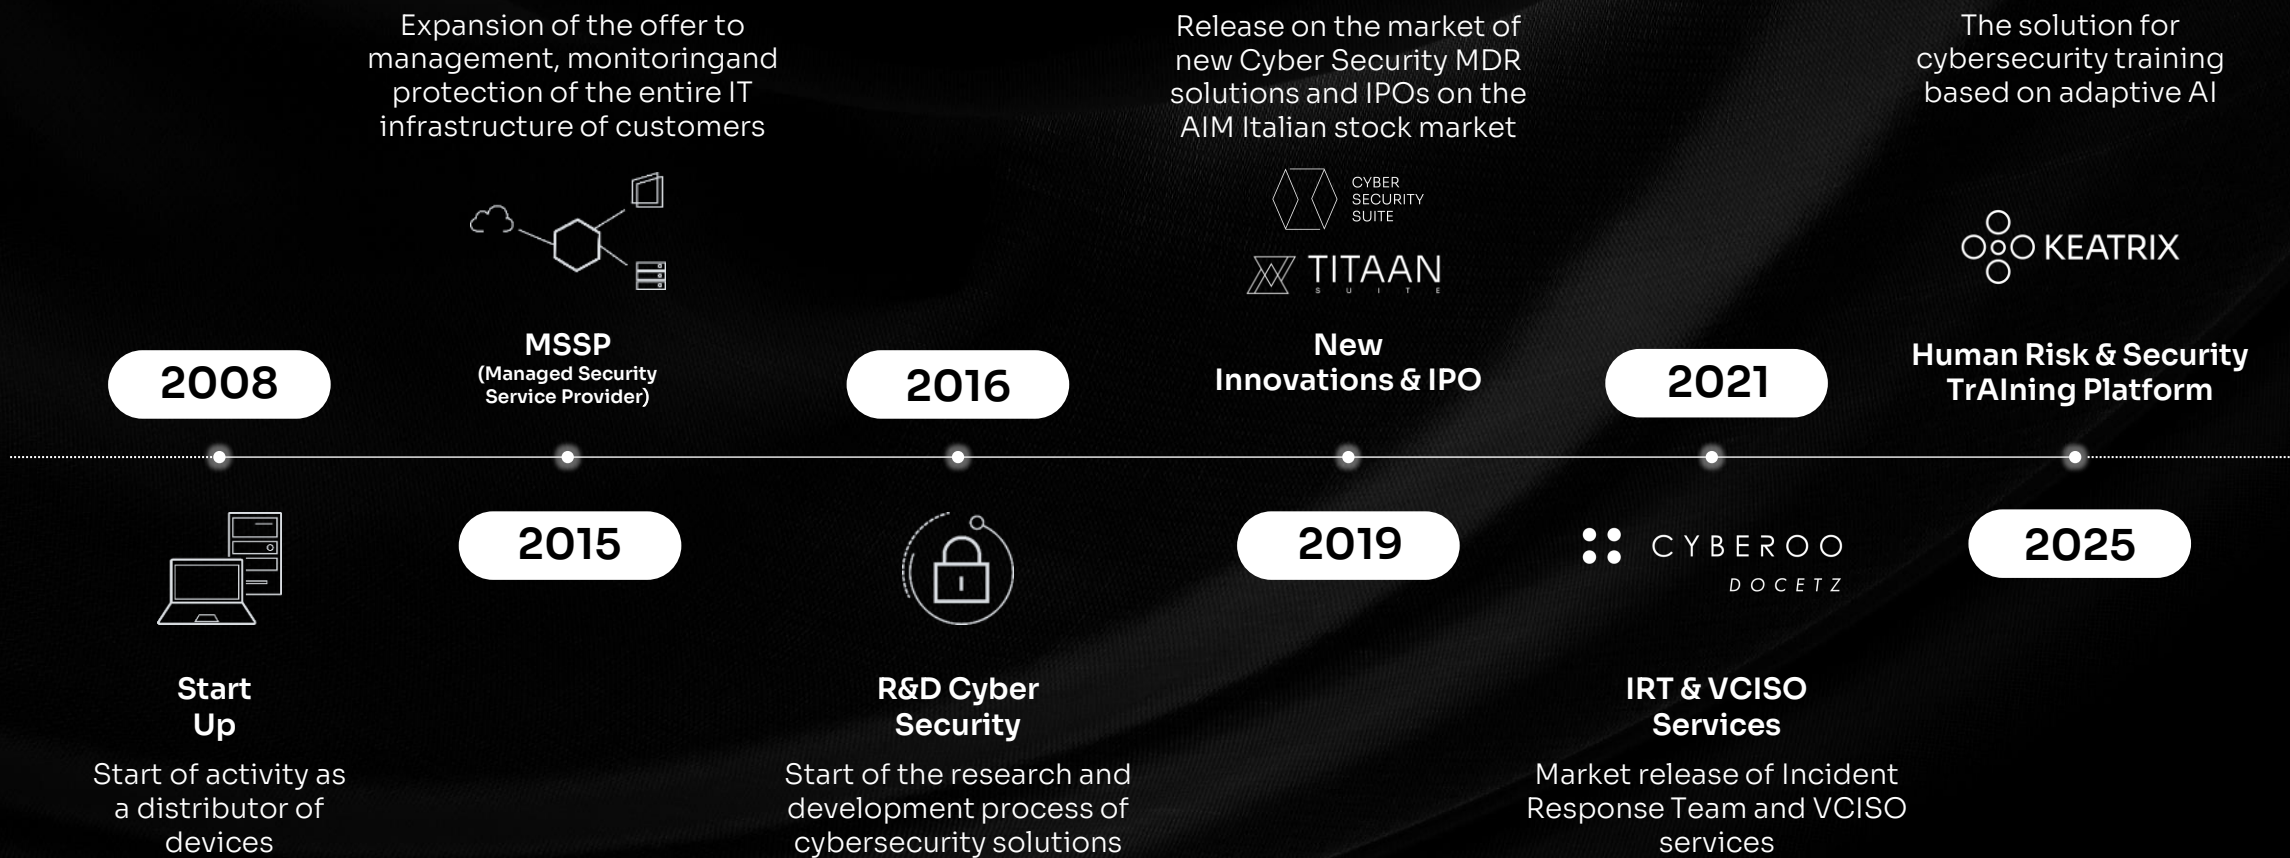 2008
Start
Up
Start of activity as
a distributor of
devices
Expansion of the offer to
management, monitoringand
protection of the entire IT
infrastructure of customers
MSSP
(Managed Security
Service Provider)
2015
2016
R&D Cyber
Security
Start of the research and
development process of
cybersecurity solutions
Release on the market of
new Cyber Security MDR
solutions and IPOs on the
AIM Italian stock market
CYBER
SECURITY
SUITE
TITAAN
SUITE
New
Innovations & IPO
2019
2021
CYBEROO
DOCETZ
IRT & VCISO
Services
Market release of Incident
Response Team and VCISO
services
The solution for
cybersecurity training
based on adaptive AI
KEATRIX
Human Risk & Security
TrAIning Platform
2025